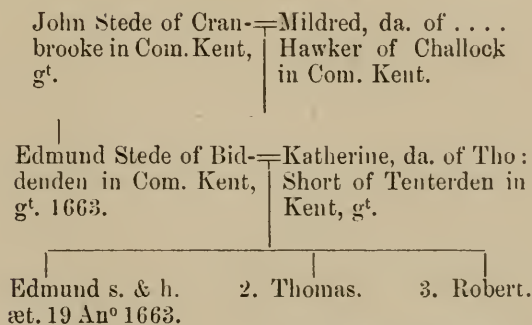 John Stede of Cran-
brooke in Com. Kent,
gᵗ.
Mildred, da. of . . . .
Hawker of Challock
in Com. Kent.
Edmund Stede of Bid-
denden in Com. Kent,
gᵗ. 1663.
Katherine, da. of Tho:
Short of Tenterden in
Kent, gᵗ.
Edmund s. & h.
æt. 19 Anᵒ 1663.
2. Thomas.
3. Robert.